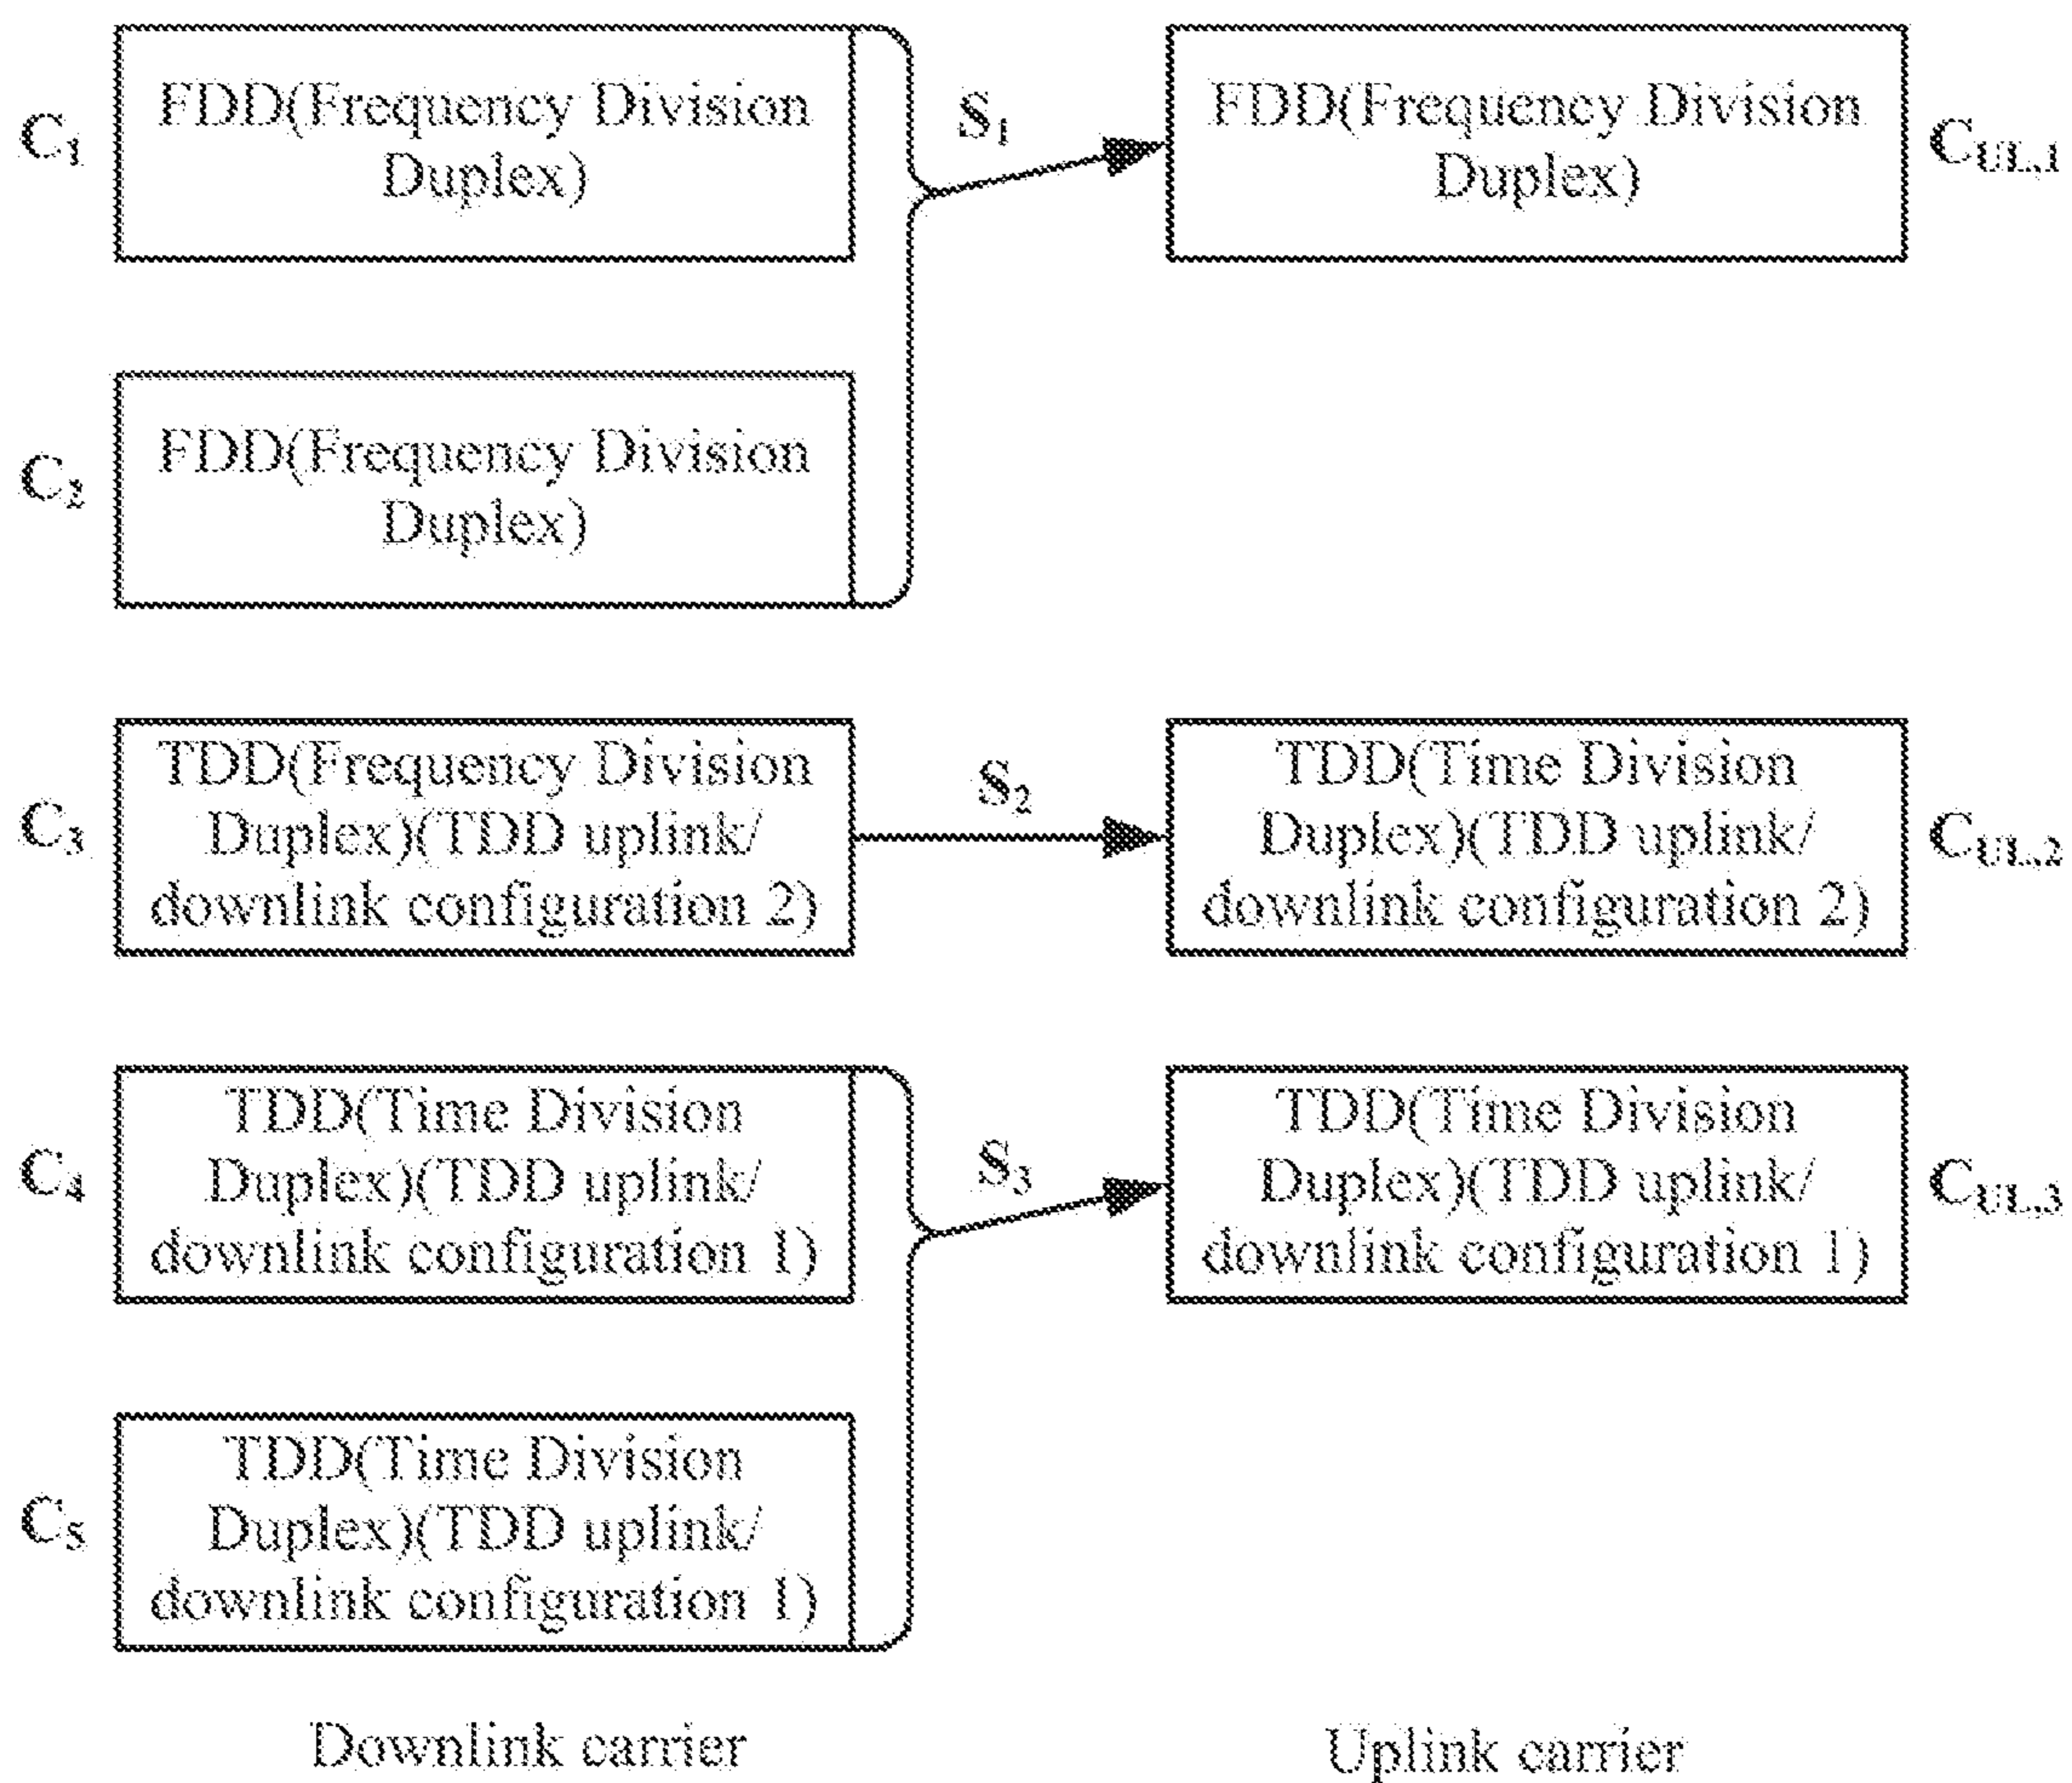 C1
FDD(Frequency Division
Duplex)
S1
FDD(Frequency Division
Duplex)
CUL,1
C2
FDD(Frequency Division
Duplex)
C3
TDD(Frequency Division
Duplex)(TDD uplink/
downlink configuration 2)
S2
TDD(Time Division
Duplex)(TDD uplink/
downlink configuration 2)
CUL,2
C4
TDD(Time Division
Duplex)(TDD uplink/
downlink configuration 1)
S3
TDD(Time Division
Duplex)(TDD uplink/
downlink configuration 1)
CUL,3
C5
TDD(Time Division
Duplex)(TDD uplink/
downlink configuration 1)
Downlink carrier
Uplink carrier